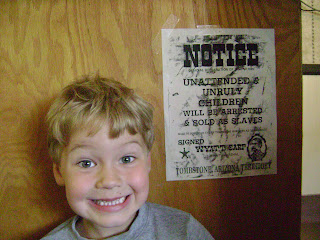 NOTICE
UNATTENDED &
UNRULY
CHILDREN
WILL BE ARRESTED
& SOLD AS SLAVES
SIGNED
WYATT EARP
TOMBSTONE, ARIZONA TERRITORY